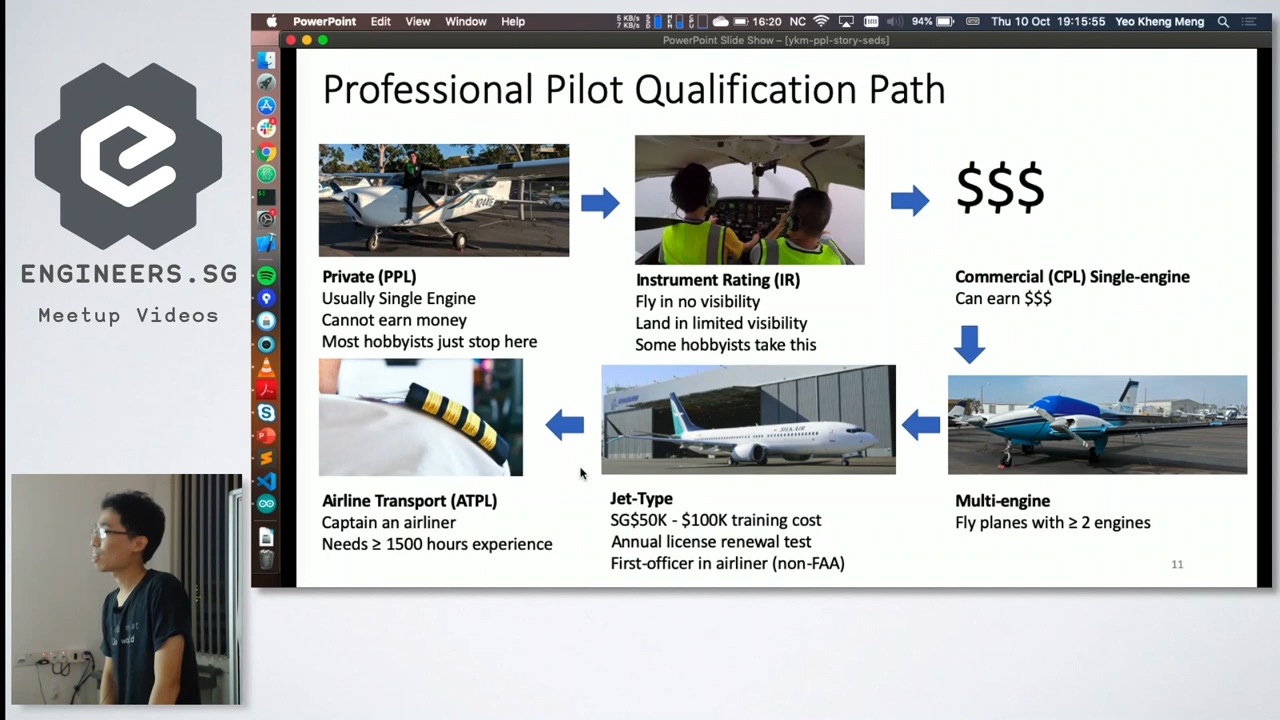 PowerPoint Edit View Window Help
5 KB/s
7 KB/s
16:20 NC 94% Thu 10 Oct 19:15:55 Yeo Kheng Meng
PowerPoint Slide Show – [ykm-ppl-story-seds]
ENGINEERS.SG
Meetup Videos
Professional Pilot Qualification Path
Private (PPL)
Usually Single Engine
Cannot earn money
Most hobbyists just stop here
Instrument Rating (IR)
Fly in no visibility
Land in limited visibility
Some hobbyists take this
$$$
Commercial (CPL) Single-engine
Can earn $$$
SILKAIR
Airline Transport (ATPL)
Captain an airliner
Needs ≥ 1500 hours experience
Jet-Type
SG$50K - $100K training cost
Annual license renewal test
First-officer in airliner (non-FAA)
Multi-engine
Fly planes with ≥ 2 engines
11